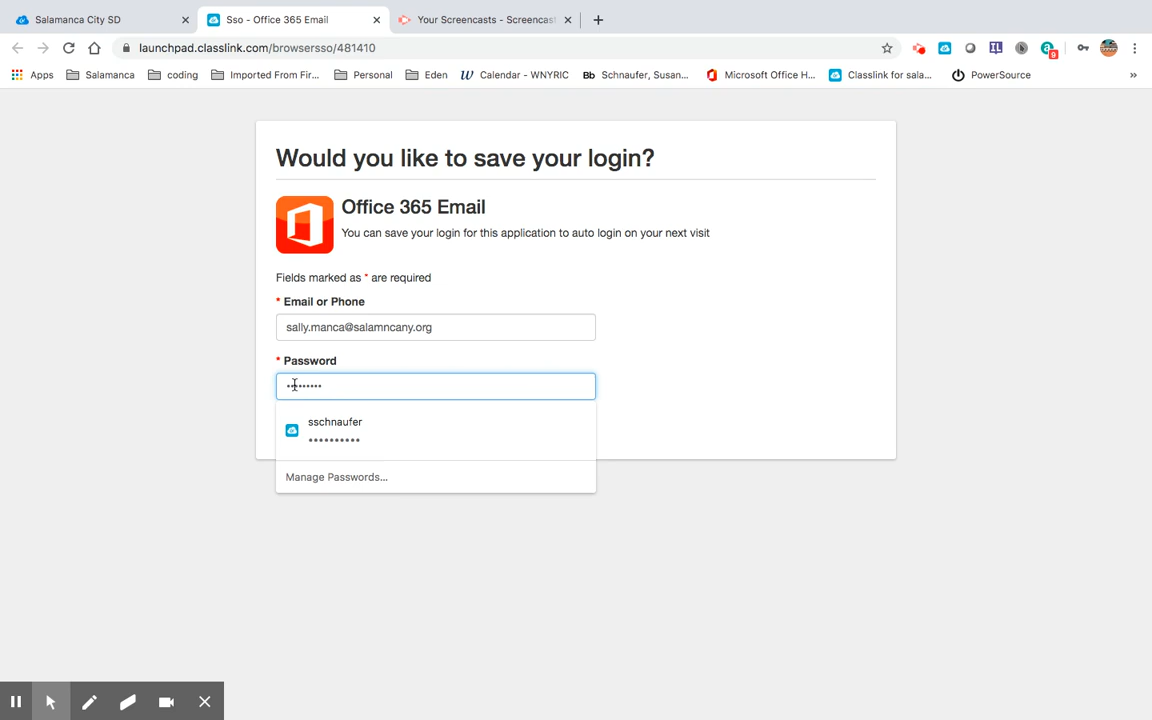 Salamanca City SD
Sso - Office 365 Email
Your Screencasts - Screencast
launchpad.classlink.com/browsersso/481410
IL
a
9
Apps
Salamanca
coding
Imported From Fir...
Personal
Eden
W Calendar - WNYRIC
Bb Schnaufer, Susan...
Microsoft Office H...
Classlink for sala...
PowerSource
»
Would you like to save your login?
Office 365 Email
You can save your login for this application to auto login on your next visit
Fields marked as * are required
* Email or Phone
sally.manca@salamncany.org
* Password
•••••••••
sschnaufer
••••••••••
Manage Passwords...